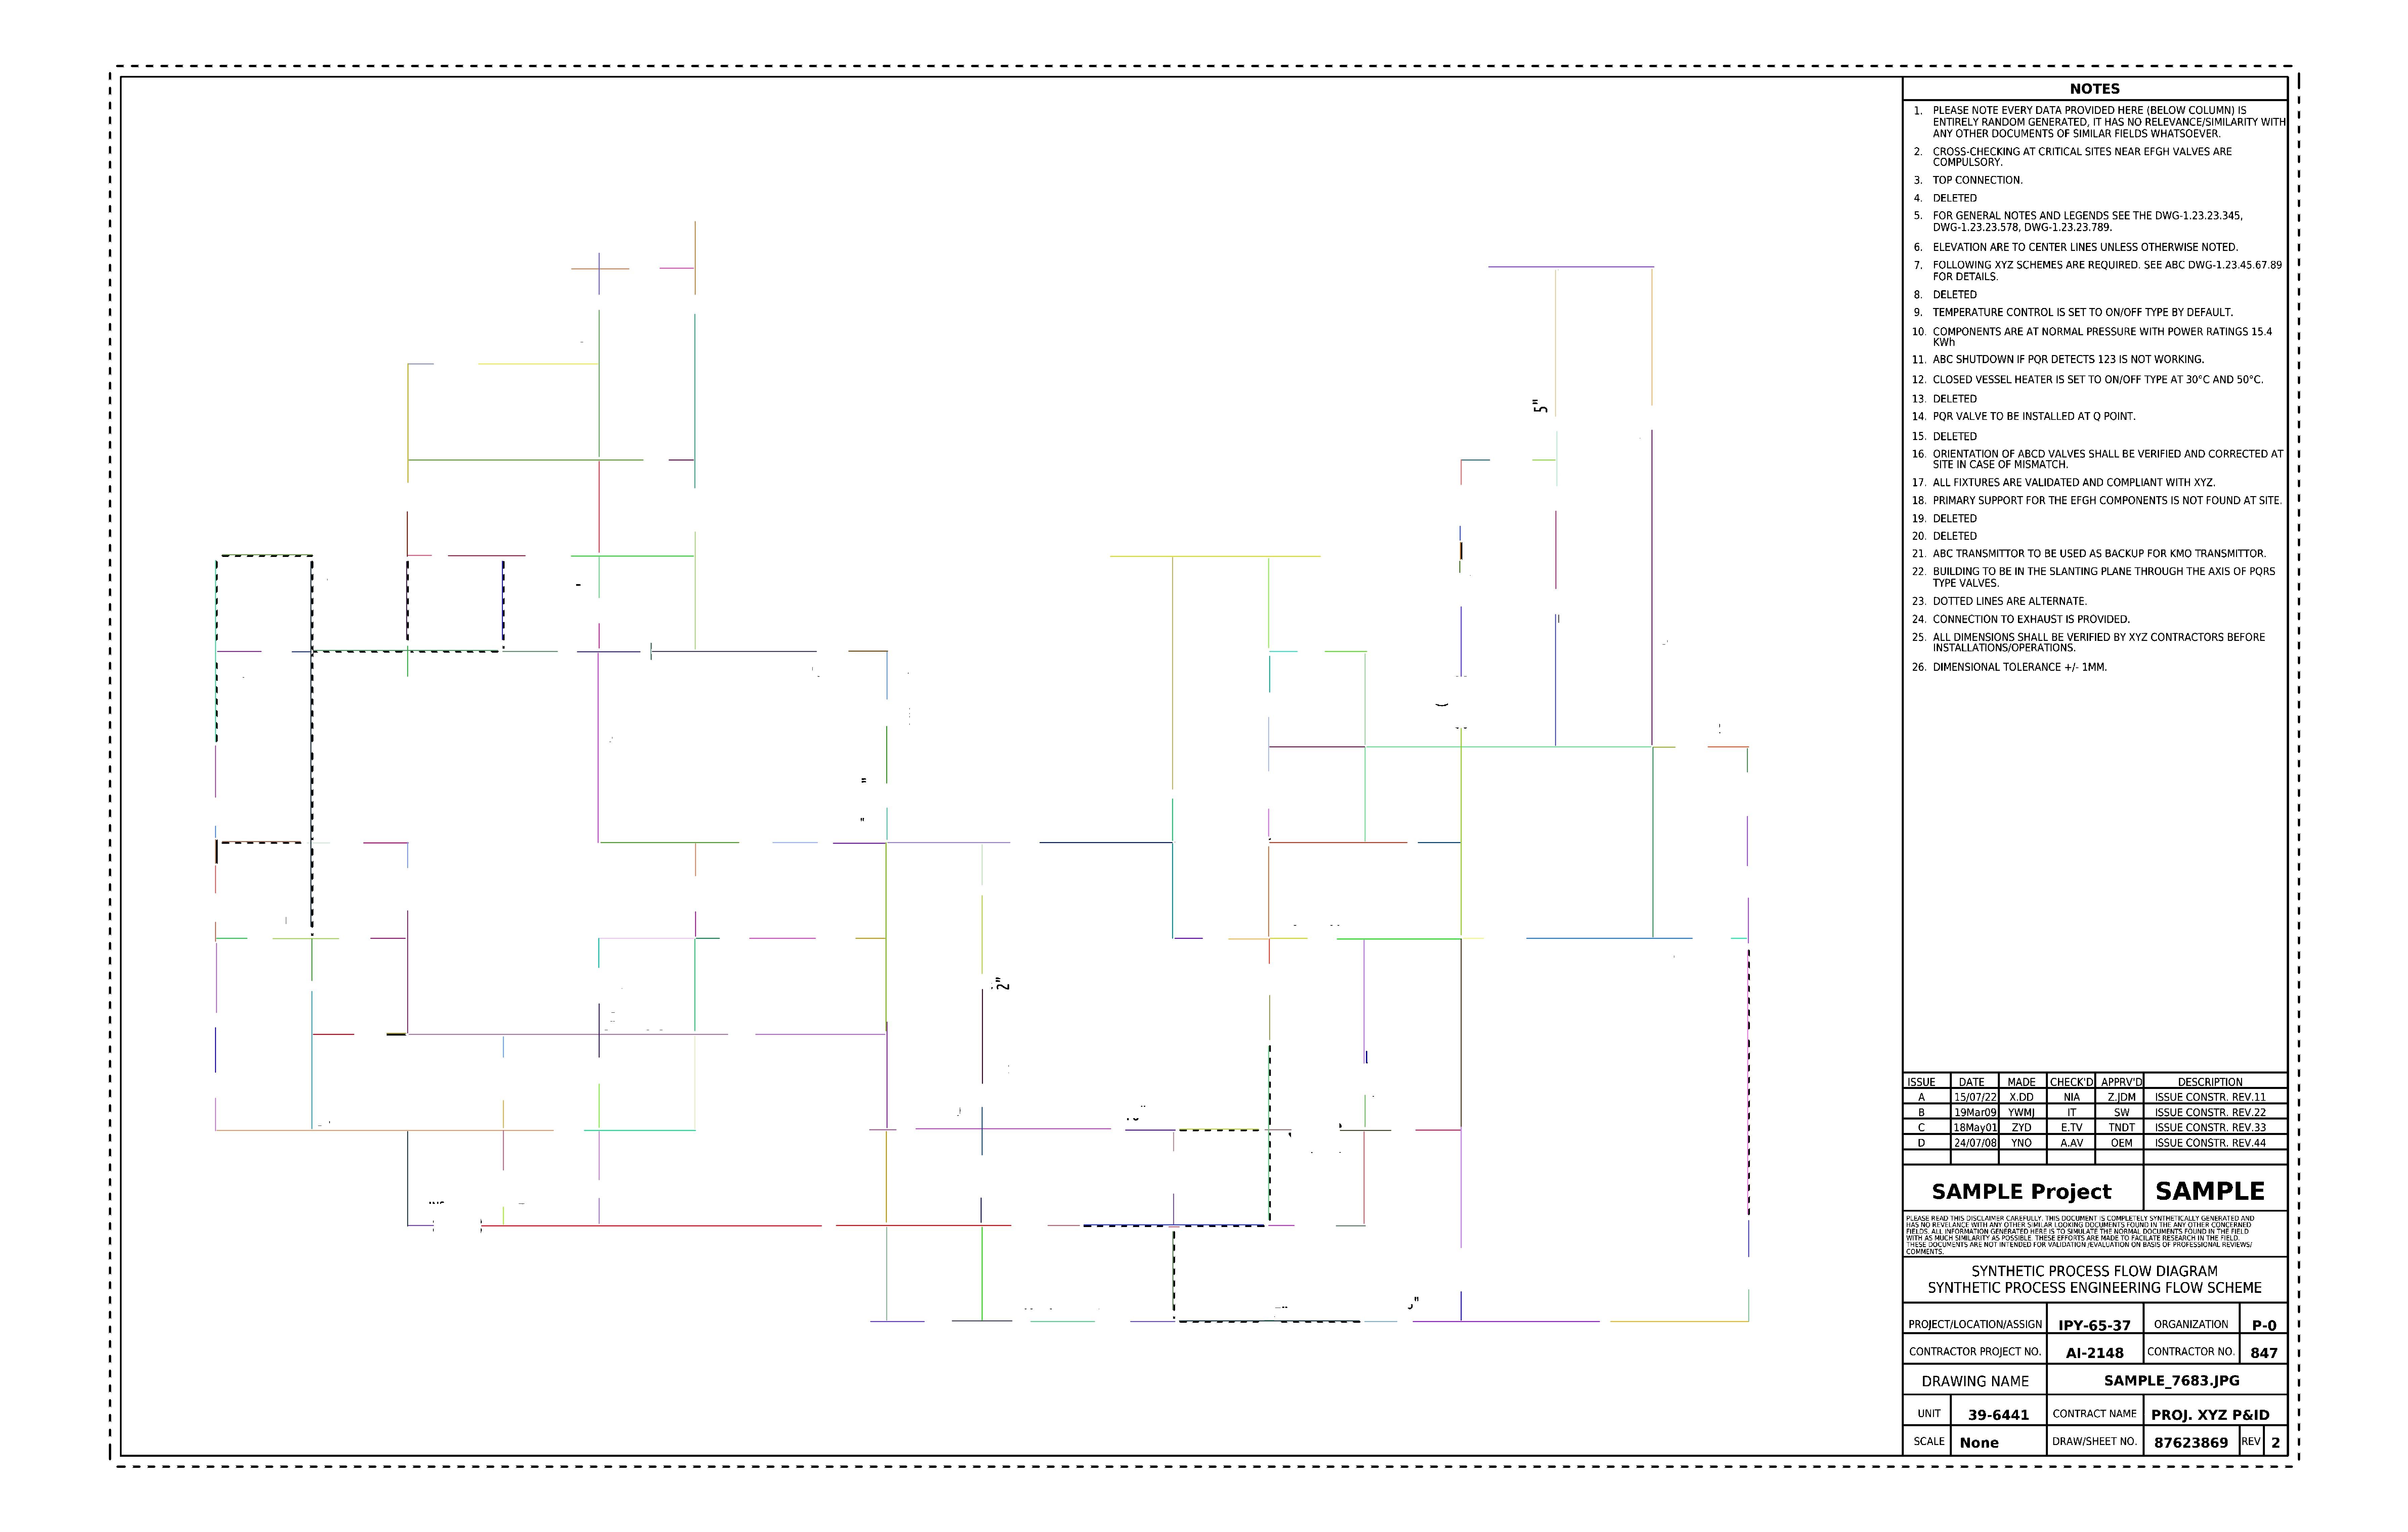 NOTES
1. PLEASE NOTE EVERY DATA PROVIDED HERE (BELOW COLUMN) IS
ENTIRELY RANDOM GENERATED, IT HAS NO RELEVANCE/SIMILARITY WITH
ANY OTHER DOCUMENTS OF SIMILAR FIELDS WHATSOEVER.
2. CROSS-CHECKING AT CRITICAL SITES NEAR EFGH VALVES ARE
COMPULSORY.
3. TOP CONNECTION.
4. DELETED
5. FOR GENERAL NOTES AND LEGENDS SEE THE DWG-1.23.23.345,
DWG-1.23.23.578, DWG-1.23.23.789.
6. ELEVATION ARE TO CENTER LINES UNLESS OTHERWISE NOTED.
7. FOLLOWING XYZ SCHEMES ARE REQUIRED. SEE ABC DWG-1.23.45.67.89
FOR DETAILS.
8. DELETED
9. TEMPERATURE CONTROL IS SET TO ON/OFF TYPE BY DEFAULT.
10. COMPONENTS ARE AT NORMAL PRESSURE WITH POWER RATINGS 15.4
KWh
11. ABC SHUTDOWN IF PQR DETECTS 123 IS NOT WORKING.
12. CLOSED VESSEL HEATER IS SET TO ON/OFF TYPE AT 30°C AND 50°C.
13. DELETED
14. PQR VALVE TO BE INSTALLED AT Q POINT.
15. DELETED
16. ORIENTATION OF ABCD VALVES SHALL BE VERIFIED AND CORRECTED AT
SITE IN CASE OF MISMATCH.
17. ALL FIXTURES ARE VALIDATED AND COMPLIANT WITH XYZ.
18. PRIMARY SUPPORT FOR THE EFGH COMPONENTS IS NOT FOUND AT SITE.
19. DELETED
20. DELETED
21. ABC TRANSMITTOR TO BE USED AS BACKUP FOR KMO TRANSMITTOR.
22. BUILDING TO BE IN THE SLANTING PLANE THROUGH THE AXIS OF PQRS
TYPE VALVES.
23. DOTTED LINES ARE ALTERNATE.
24. CONNECTION TO EXHAUST IS PROVIDED.
25. ALL DIMENSIONS SHALL BE VERIFIED BY XYZ CONTRACTORS BEFORE
INSTALLATIONS/OPERATIONS.
26. DIMENSIONAL TOLERANCE +/- 1MM.
5"
2"
ISSUE DATE MADE CHECK'D APPRV'D DESCRIPTION
A 15/07/22 X.DD NIA Z.JDM ISSUE CONSTR. REV.11
B 19Mar09 YWMJ IT SW ISSUE CONSTR. REV.22
C 18May01 ZYD E.TV TNDT ISSUE CONSTR. REV.33
D 24/07/08 YNO A.AV OEM ISSUE CONSTR. REV.44
SAMPLE Project SAMPLE
PLEASE READ THIS DISCLAIMER CAREFULLY. THIS DOCUMENT IS COMPLETELY SYNTHETICALLY GENERATED AND
HAS NO REVELANCE WITH ANY OTHER SIMILAR LOOKING DOCUMENTS FOUND IN THE ANY OTHER CONCERNED
FIELDS. ALL INFORMATION GENERATED HERE IS TO SIMULATE THE NORMAL DOCUMENTS FOUND IN THE FIELD
WITH AS MUCH SIMILARITY AS POSSIBLE. THESE EFFORTS ARE MADE TO FACILATE RESEARCH IN THE FIELD.
THESE DOCUMENTS ARE NOT INTENDED FOR VALIDATION /EVALUATION ON BASIS OF PROFESSIONAL REVIEWS/
COMMENTS.
SYNTHETIC PROCESS FLOW DIAGRAM
SYNTHETIC PROCESS ENGINEERING FLOW SCHEME
PROJECT/LOCATION/ASSIGN IPY-65-37 ORGANIZATION P-0
CONTRACTOR PROJECT NO. AI-2148 CONTRACTOR NO. 847
DRAWING NAME SAMPLE_7683.JPG
UNIT 39-6441 CONTRACT NAME PROJ. XYZ P&ID
SCALE None DRAW/SHEET NO. 87623869 REV 2